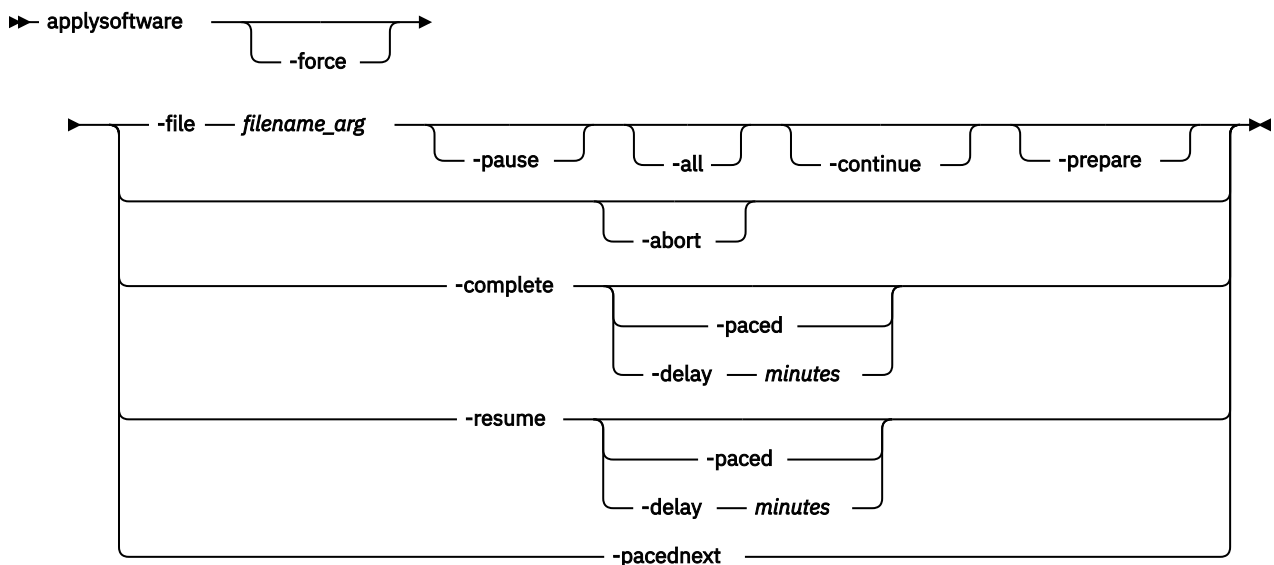 applysoftware
-force
-file filename_arg
-pause -all -continue -prepare
-abort
-complete
-paced
-delay minutes
-resume
-paced
-delay minutes
-pacednext